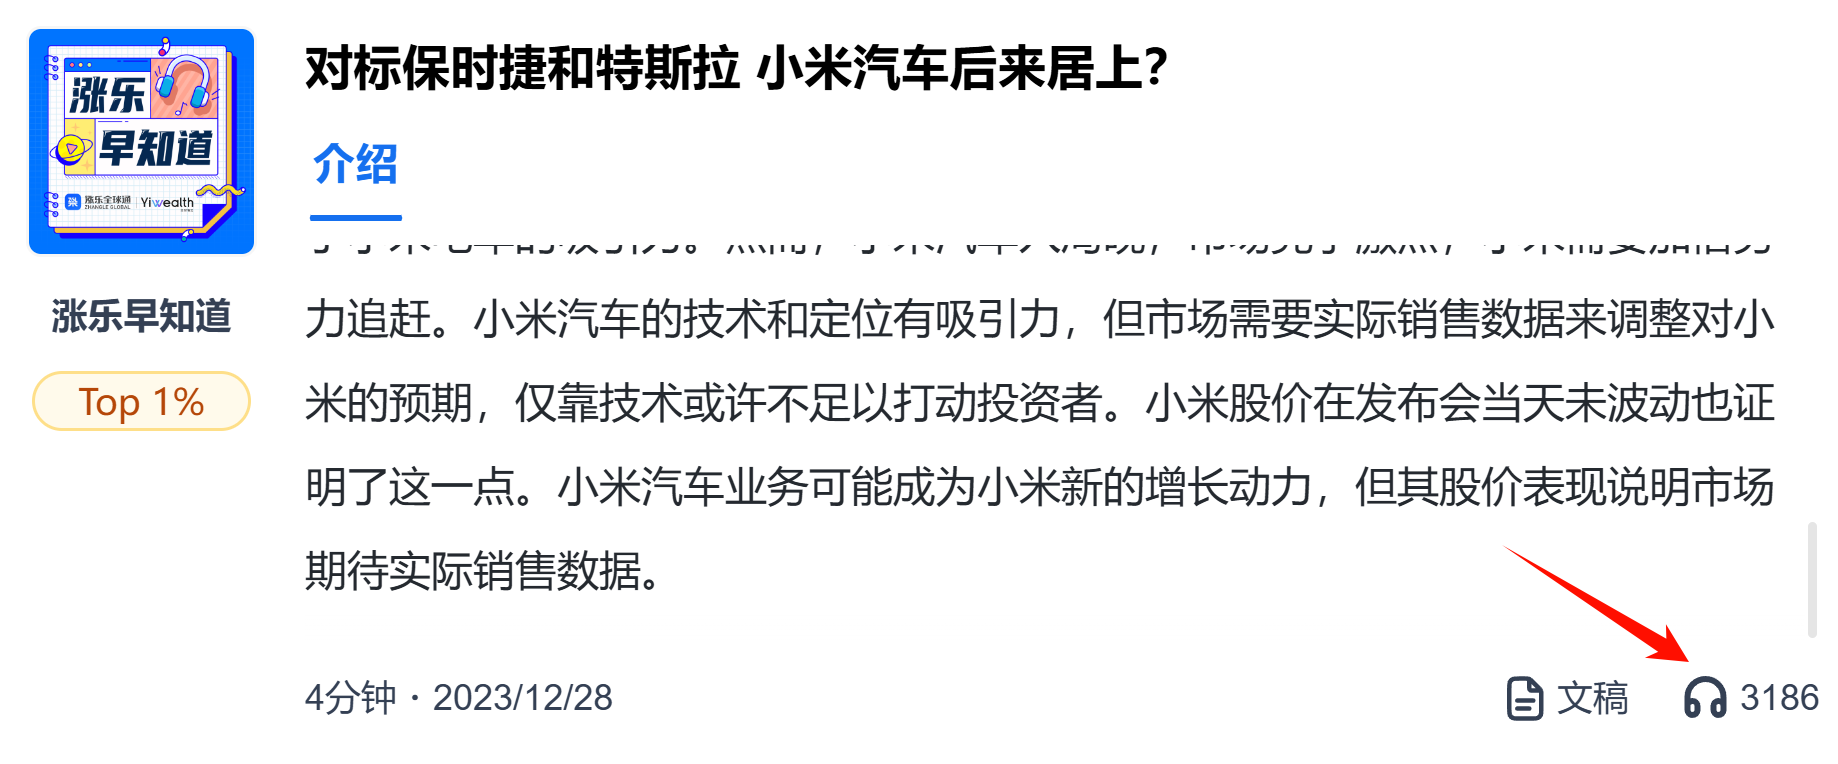 对标保时捷和特斯拉 小米汽车后来居上？
涨乐
早知道
涨乐全球通
ZHANGLE GLOBAL
Yiwealth
介绍
力追赶。小米汽车的技术和定位有吸引力，但市场需要实际销售数据来调整对小
米的预期，仅靠技术或许不足以打动投资者。小米股价在发布会当天未波动也证
明了这一点。小米汽车业务可能成为小米新的增长动力，但其股价表现说明市场
期待实际销售数据。
涨乐早知道
Top 1%
4分钟 · 2023/12/28
文稿
3186